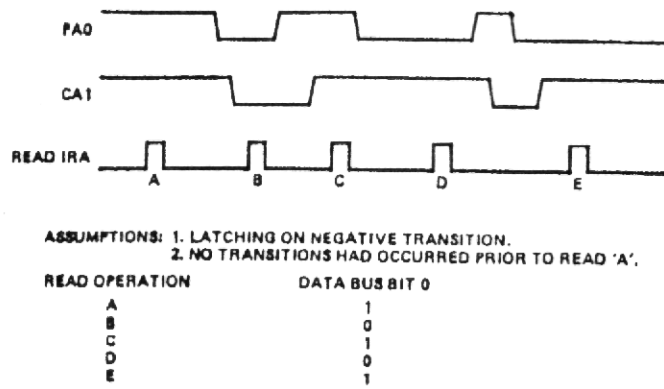 PA0
CA1
READ IRA
A B C D E
ASSUMPTIONS: 1. LATCHING ON NEGATIVE TRANSITION.
2. NO TRANSITIONS HAD OCCURRED PRIOR TO READ 'A'.
READ OPERATION DATA BUS BIT 0
A 1
B 0
C 1
D 0
E 1